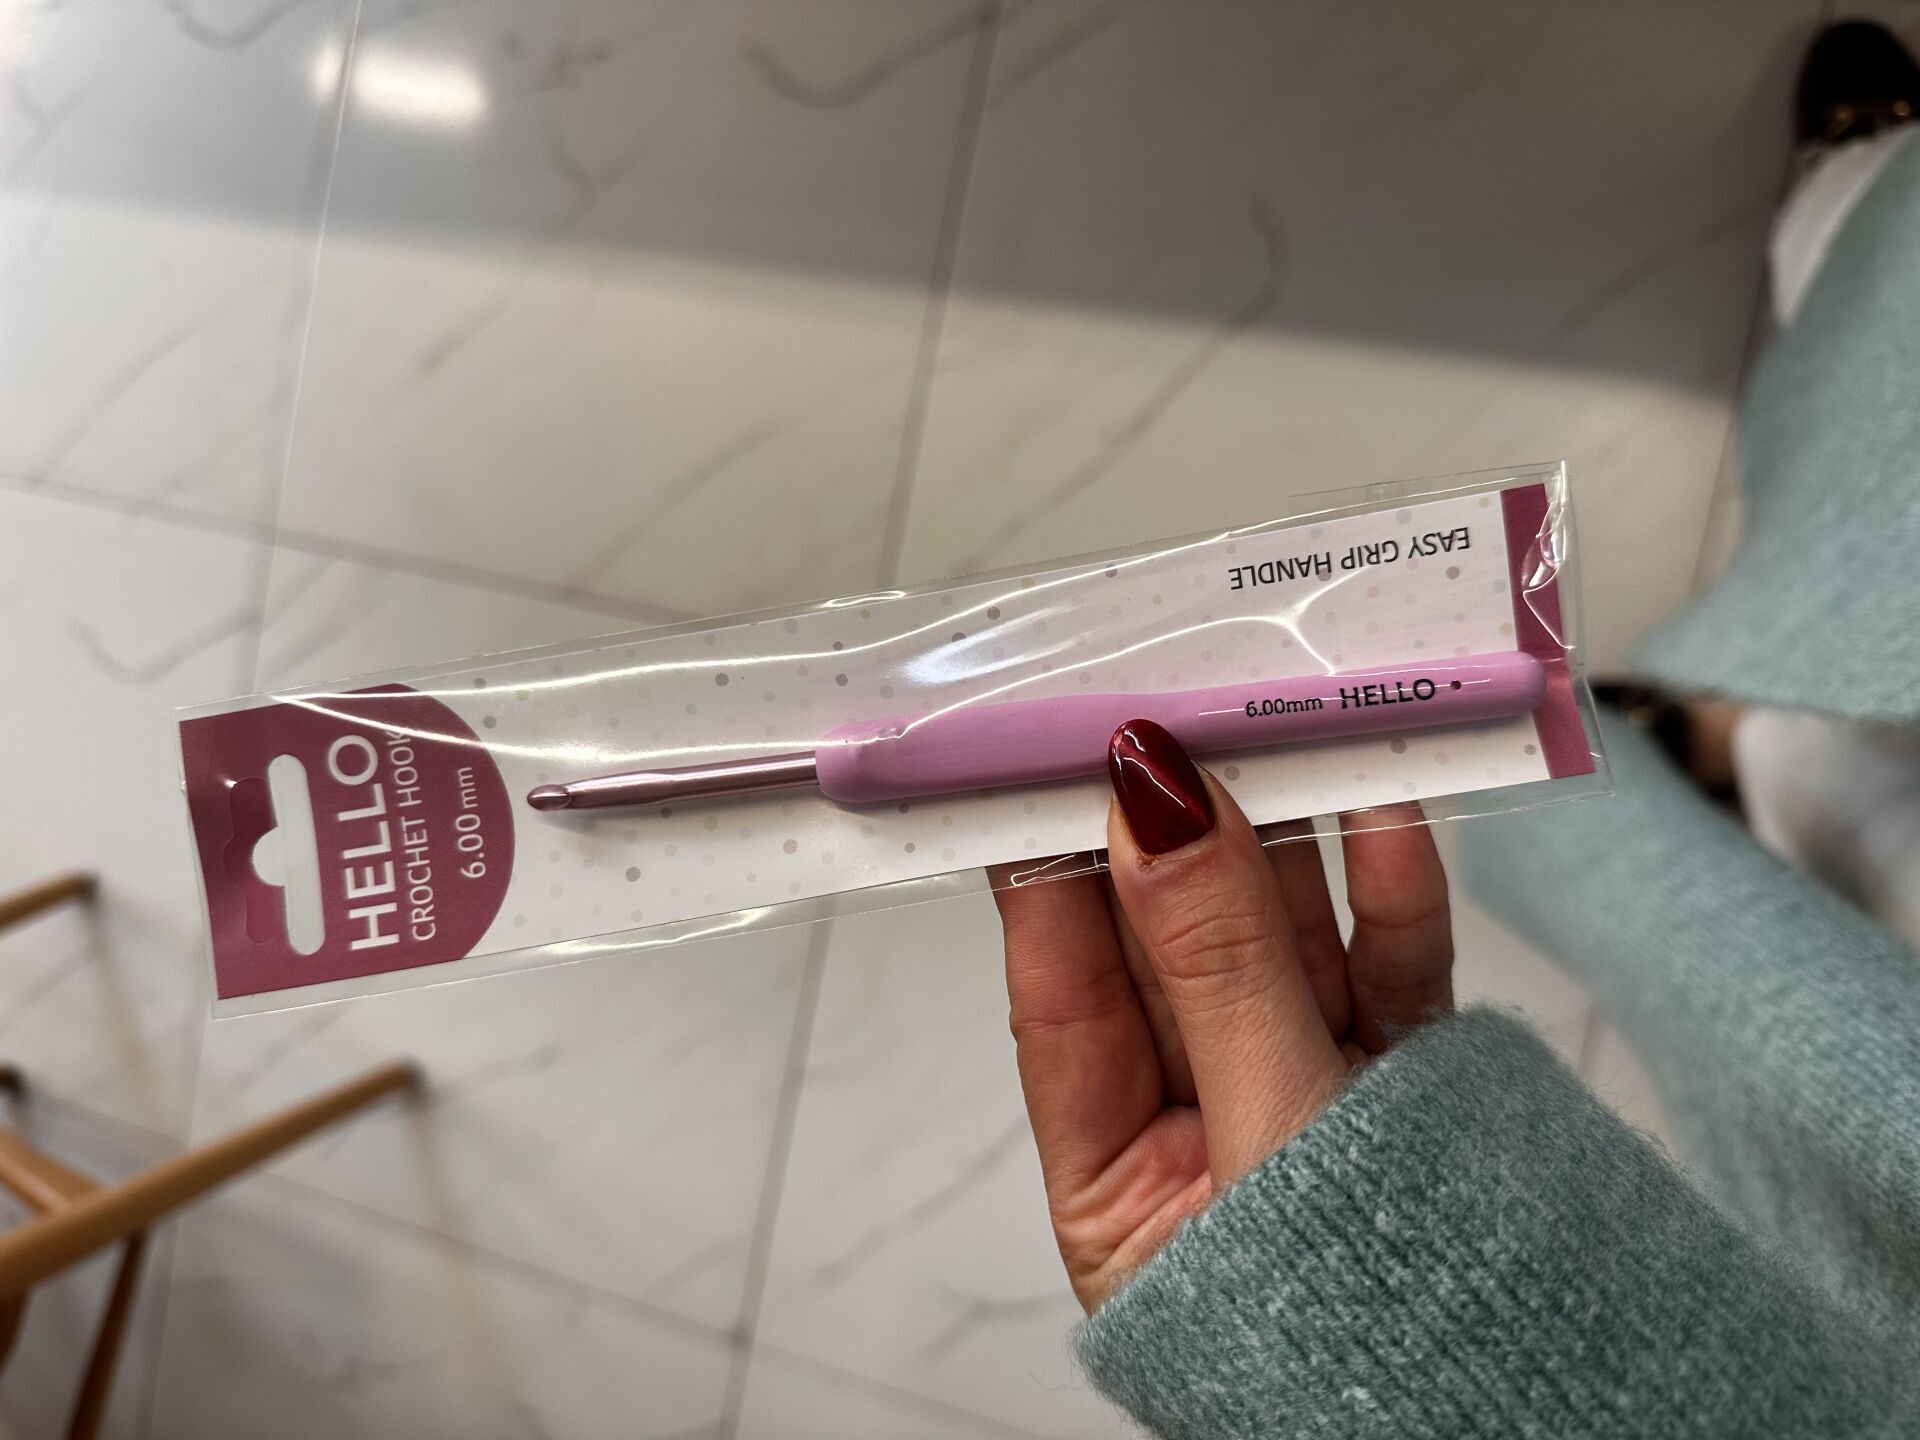 HELLO
CROCHET HOOK
6.00 mm
EASY GRIP HANDLE
6.00mm HELLO